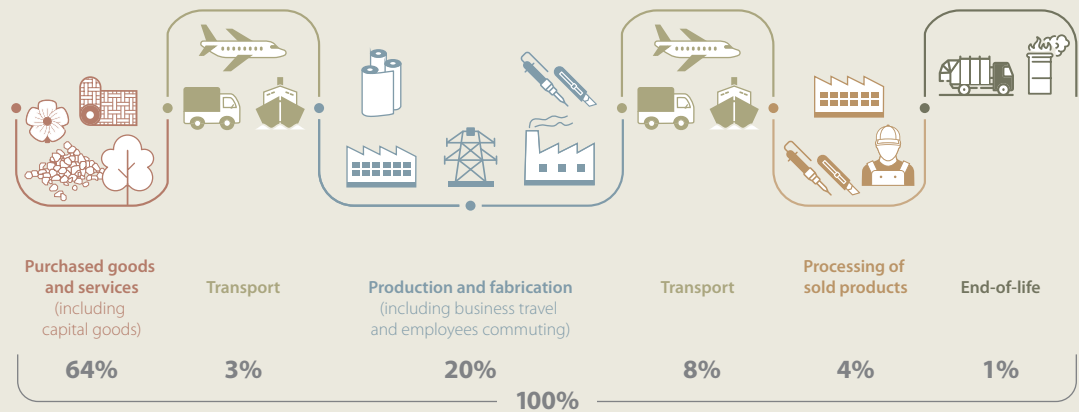 Purchased goods
and services
(including
capital goods)
64%
Transport
3%
Production and fabrication
(including business travel
and employees commuting)
20%
Transport
8%
Processing of
sold products
4%
End-of-life
1%
100%